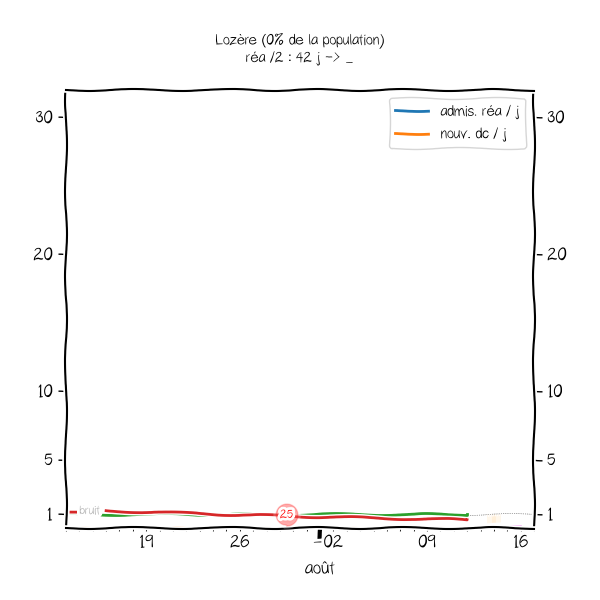 Lozère (0% de la population)
réa /2 : 42 j -> _
admis. réa / j
nouv. dc / j
30 30
20 20
10 10
5 5
1 bruit 25 1
19 26 02 09 16
août